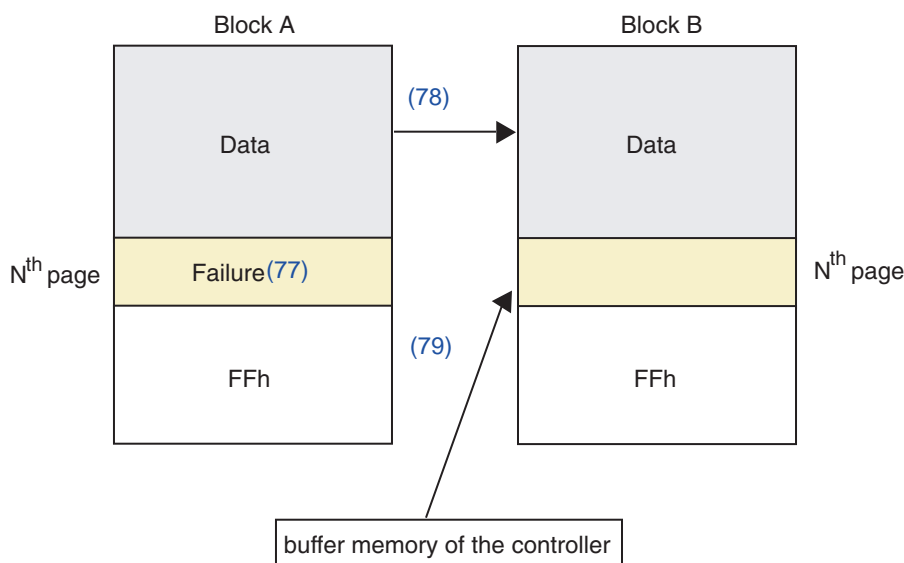 Block A
Block B
(78)
Data
Data
Nth page
Failure(77)
Nth page
(79)
FFh
FFh
buffer memory of the controller